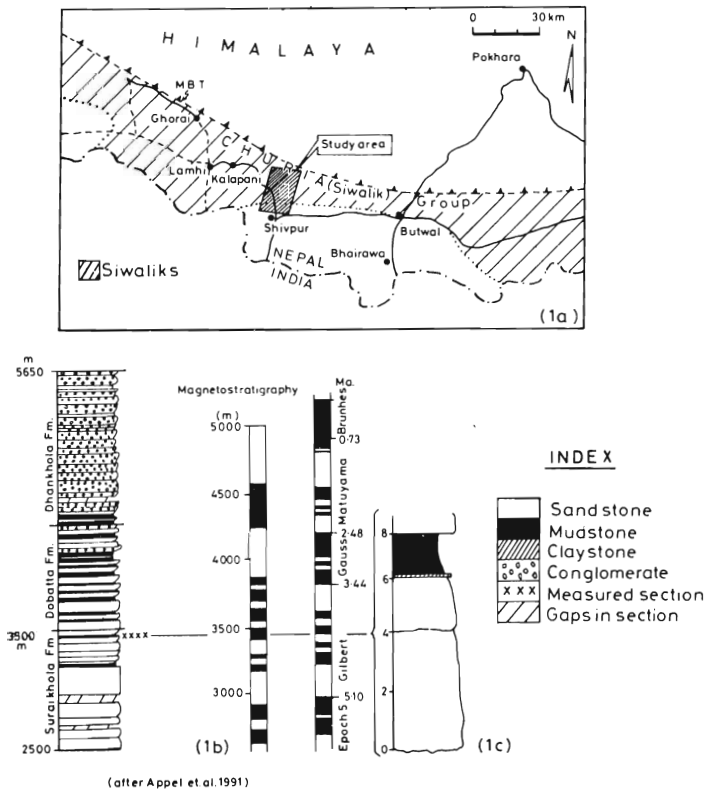 0 30 km
N
HIMALAYA
Pokhara
MBT
Ghorai
Study area
CHURIA (Siwalik) Group
Lamhi
Kalapani
Shivpur
Butwal
NEPAL
Bhairawa
INDIA
Siwaliks
(1a)
m
5650
Dhankhola Fm.
Dobatta Fm.
3500
m
Suraikhola Fm
2500
xxxx
Magnetostratigraphy
(m)
5000
4500
4000
3500
3000
(1b)
Ma.
Brunhes
0·73
Matuyama
2·48
Gauss
3·44
Gilbert
5·10
Epoch 5
8
6
4
2
0
(1c)
INDEX
Sandstone
Mudstone
Claystone
Conglomerate
xxx Measured section
Gaps in section
(after Appel et.al.1991)